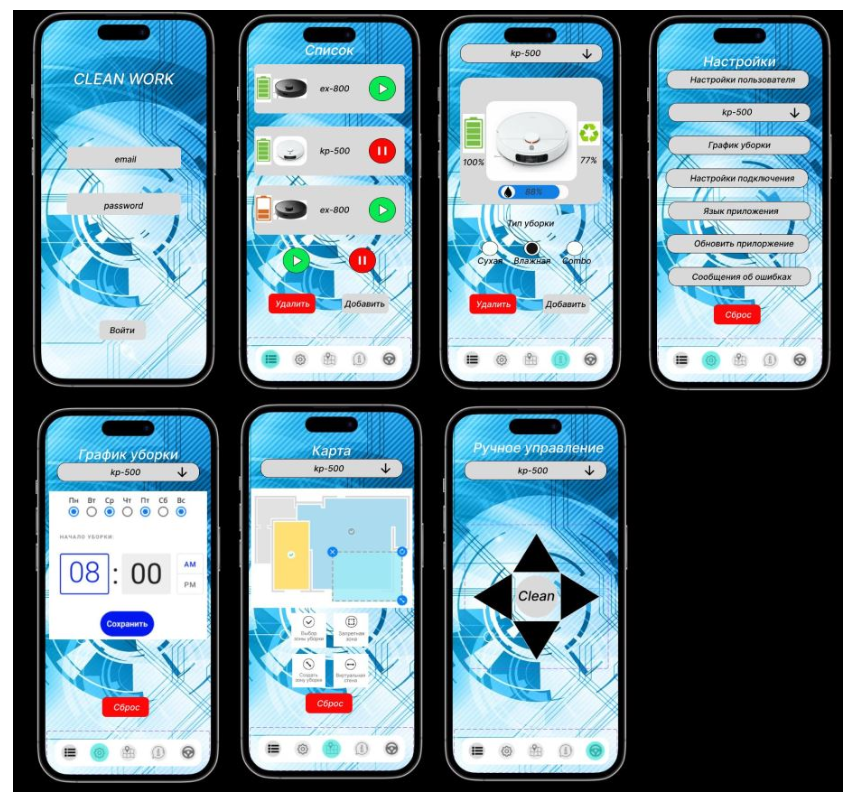 CLEAN WORK
email
password
Войти
Список
ex-800
kp-500
ex-800
Удалить
Добавить
kp-500
100%
77%
88%
Тип уборки
Сухая Влажная Combo
Удалить
Добавить
Настройки
Настройки пользователя
kp-500
График уборки
Настройки подключения
Язык приложения
Обновить прилоржение
Сообщения об ошибках
Сброс
График уборки
kp-500
Пн Вт Ср Чт Пт Сб Вс
НАЧАЛО УБОРКИ:
08 : 00
AM
PM
Сохранить
Сброс
Карта
kp-500
Выбор
зоны уборки
Запретная
зона
Создать
зону уборки
Виртуальная
стена
Сброс
Ручное управление
kp-500
Clean